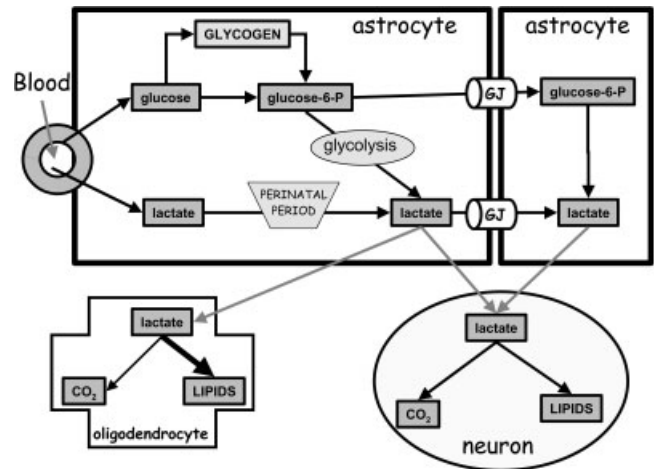 astrocyte
astrocyte
GLYCOGEN
Blood
glucose
glucose-6-P
GJ
glucose-6-P
glycolysis
PERINATAL
PERIOD
lactate
lactate
GJ
lactate
lactate
lactate
CO₂
LIPIDS
CO₂
LIPIDS
oligodendrocyte
neuron